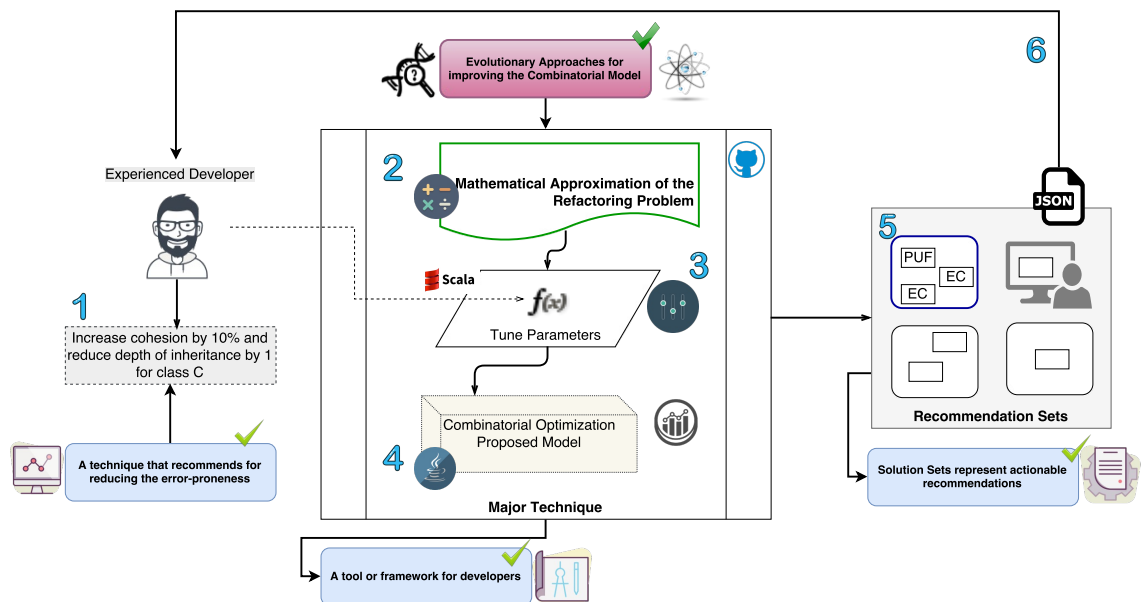 6
Evolutionary Approaches for
improving the Combinatorial Model
?
Experienced Developer
2
Mathematical Approximation of the
Refactoring Problem
JSON
5
PUF
EC
EC
3
Scala
f(x)
Tune Parameters
1
Increase cohesion by 10% and
reduce depth of inheritance by 1
for class C
Recommendation Sets
Combinatorial Optimization
Proposed Model
4
A technique that recommends for
reducing the error-proneness
Solution Sets represent actionable
recommendations
Major Technique
A tool or framework for developers